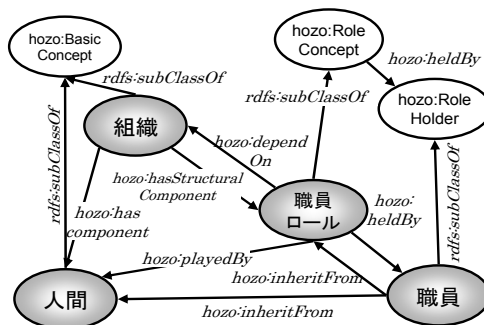 hozo:Basic
Concept
hozo:Role
Concept
hozo:heldBy
rdfs:subClassOf
rdfs:subClassOf
hozo:Role
Holder
組織
hozo:depend
On
rdfs:subClassOf
hozo:hasStructural
Component
hozo:has
component
職員
ロール
hozo:
heldBy
rdfs:subClassOf
hozo:playedBy
hozo:inheritFrom
人間
職員
hozo:inheritFrom